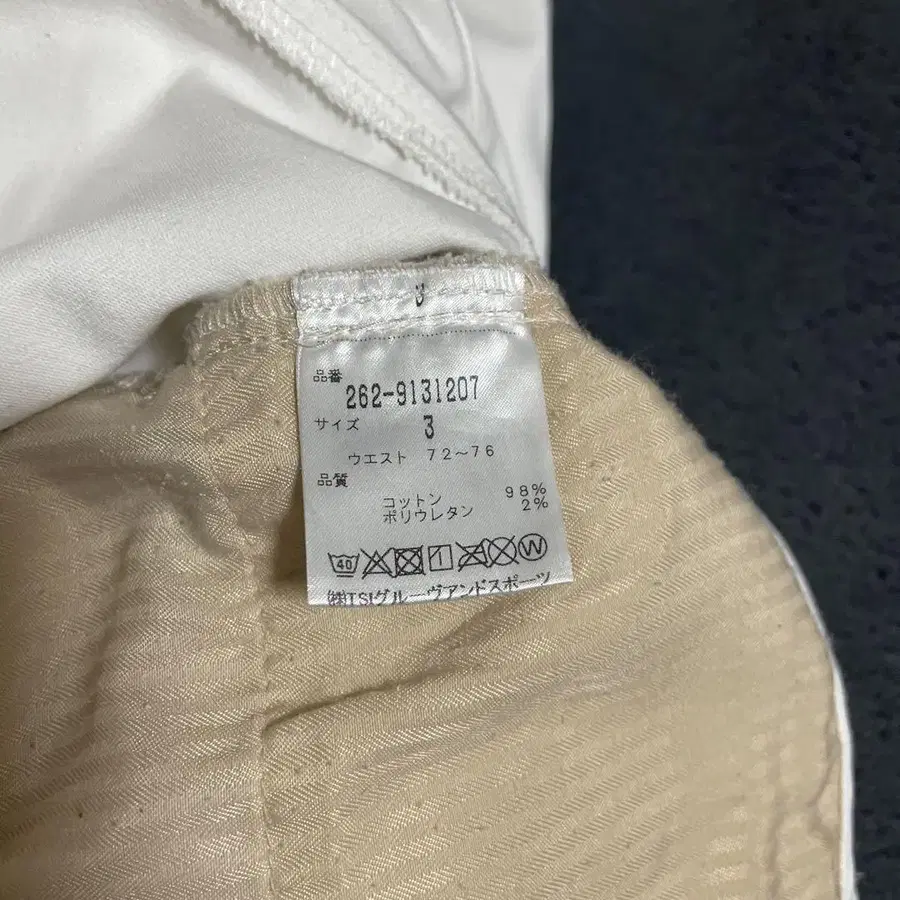 3
品番
262-9131207
サイズ 3
ウエスト 72～76
品質
コットン 98%
ポリウレタン 2%
40 W
㈱TSIグルーヴアンドスポーツ